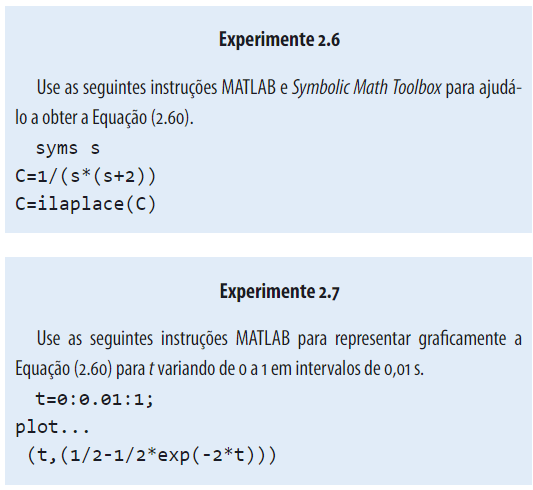 Experimente 2.6
Use as seguintes instruções MATLAB e Symbolic Math Toolbox para ajudá-
lo a obter a Equação (2.60).
syms s
C=1/(s*(s+2))
C=ilaplace(C)
Experimente 2.7
Use as seguintes instruções MATLAB para representar graficamente a
Equação (2.60) para t variando de 0 a 1 em intervalos de 0,01 s.
t=0:0.01:1;
plot...
(t,(1/2-1/2*exp(-2*t)))